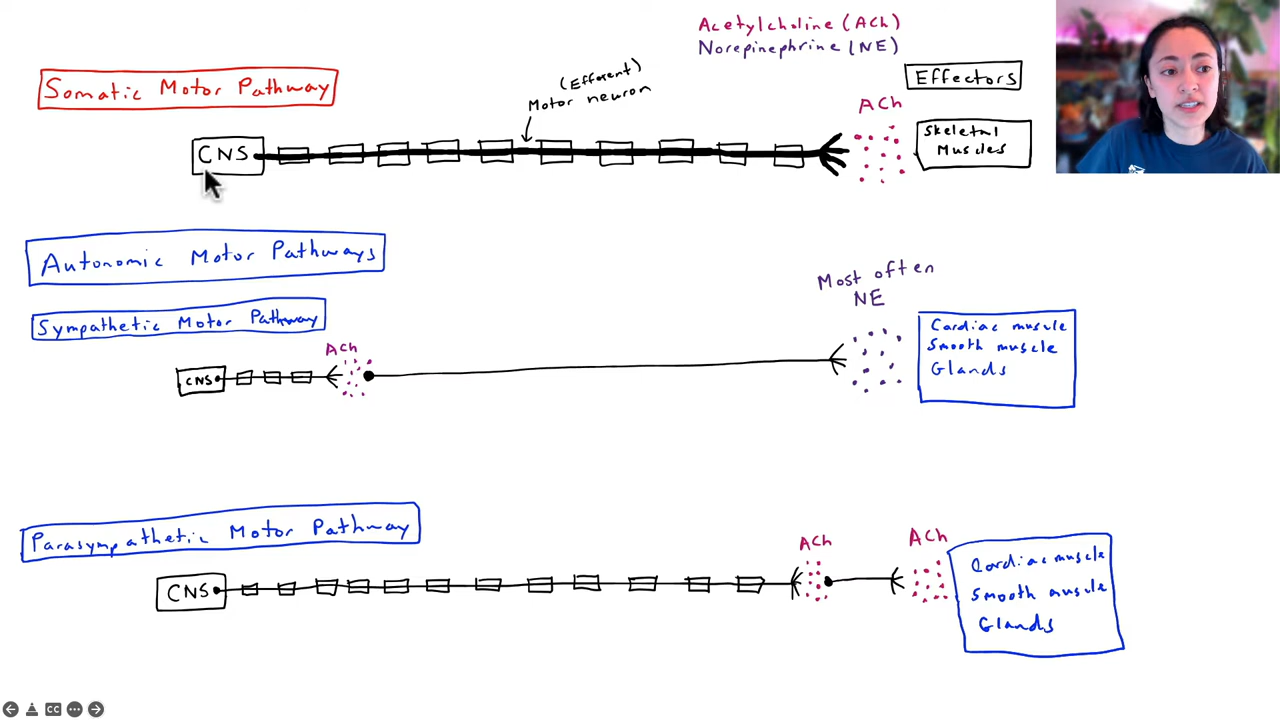 Acetylcholine (ACh)
Norepinephrine (NE)
Somatic Motor Pathway
(Efferent)
Motor neuron
Effectors
ACh
CNS
Skeletal
Muscles
Autonomic Motor Pathways
Most often
NE
Sympathetic Motor Pathway
ACh
CNS
Cardiac muscle
Smooth muscle
Glands
Parasympathetic Motor Pathway
ACh
ACh
CNS
Cardiac muscle
Smooth muscle
Glands
CC